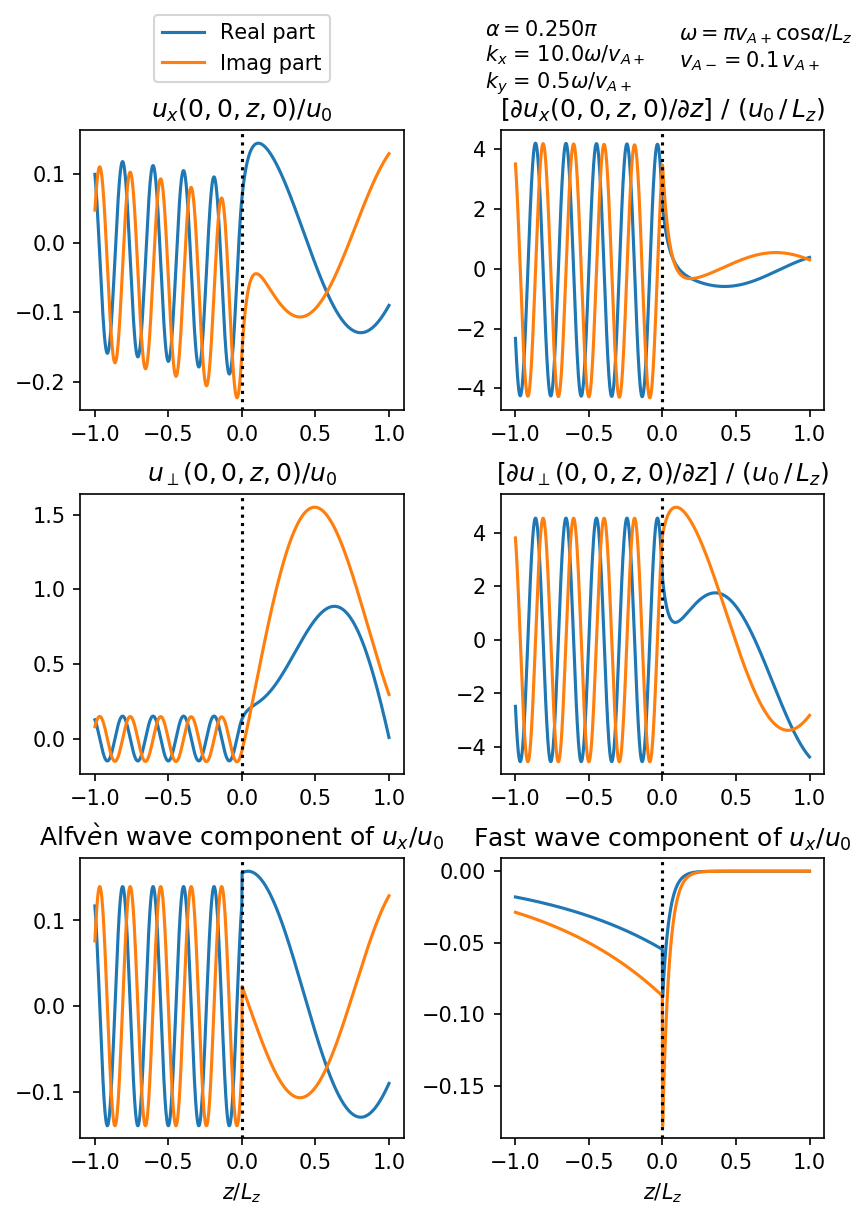 Real part
Imag part
α = 0.250π
k_x = 10.0ω/v_{A+}
k_y = 0.5ω/v_{A+}
ω = πv_{A+}cosα/L_z
v_{A−} = 0.1 v_{A+}
u_x(0, 0, z, 0)/u_0
0.1
0.0
−0.1
−0.2
−1.0 −0.5 0.0 0.5 1.0
[∂u_x(0, 0, z, 0)/∂z] / (u_0 / L_z)
4
2
0
−2
−4
−1.0 −0.5 0.0 0.5 1.0
u_⊥(0, 0, z, 0)/u_0
1.5
1.0
0.5
0.0
−1.0 −0.5 0.0 0.5 1.0
[∂u_⊥(0, 0, z, 0)/∂z] / (u_0 / L_z)
4
2
0
−2
−4
−1.0 −0.5 0.0 0.5 1.0
Alfvèn wave component of u_x/u_0
0.1
0.0
−0.1
−1.0 −0.5 0.0 0.5 1.0
z/L_z
Fast wave component of u_x/u_0
0.00
−0.05
−0.10
−0.15
−1.0 −0.5 0.0 0.5 1.0
z/L_z